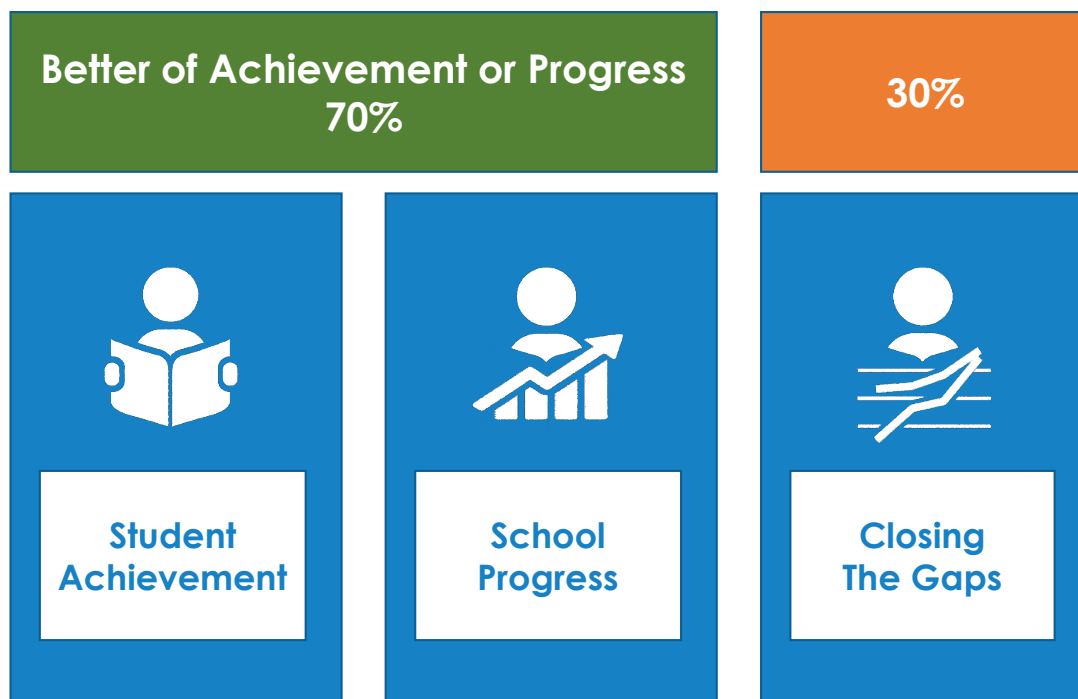 Better of Achievement or Progress
70%
30%
Student
Achievement
School
Progress
Closing
The Gaps